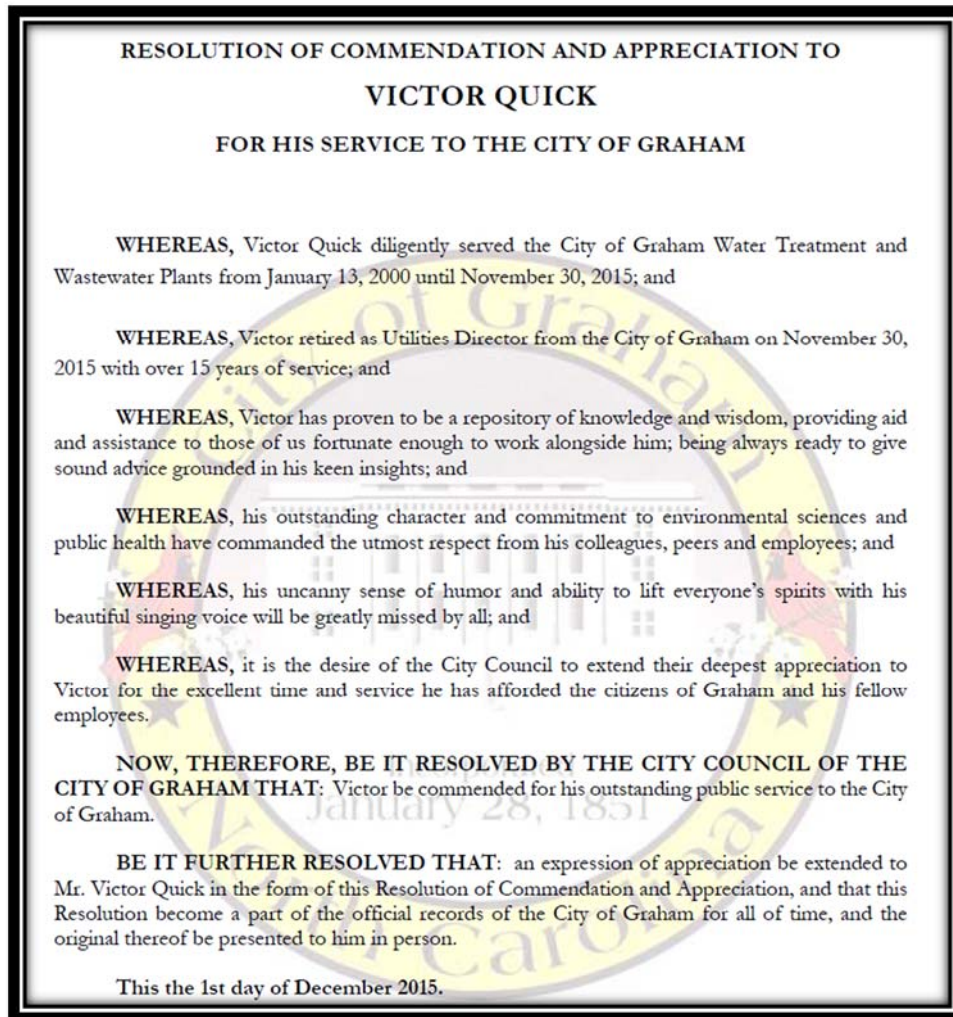 RESOLUTION OF COMMENDATION AND APPRECIATION TO
VICTOR QUICK
FOR HIS SERVICE TO THE CITY OF GRAHAM
WHEREAS, Victor Quick diligently served the City of Graham Water Treatment and
Wastewater Plants from January 13, 2000 until November 30, 2015; and
WHEREAS, Victor retired as Utilities Director from the City of Graham on November 30,
2015 with over 15 years of service; and
WHEREAS, Victor has proven to be a repository of knowledge and wisdom, providing aid
and assistance to those of us fortunate enough to work alongside him; being always ready to give
sound advice grounded in his keen insights; and
WHEREAS, his outstanding character and commitment to environmental sciences and
public health have commanded the utmost respect from his colleagues, peers and employees; and
WHEREAS, his uncanny sense of humor and ability to lift everyone's spirits with his
beautiful singing voice will be greatly missed by all; and
WHEREAS, it is the desire of the City Council to extend their deepest appreciation to
Victor for the excellent time and service he has afforded the citizens of Graham and his fellow
employees.
NOW, THEREFORE, BE IT RESOLVED BY THE CITY COUNCIL OF THE
CITY OF GRAHAM THAT: Victor be commended for his outstanding public service to the City
of Graham.
BE IT FURTHER RESOLVED THAT: an expression of appreciation be extended to
Mr. Victor Quick in the form of this Resolution of Commendation and Appreciation, and that this
Resolution become a part of the official records of the City of Graham for all of time, and the
original thereof be presented to him in person.
This the 1st day of December 2015.
City of Graham
Incorporated
January 28, 1851
North Carolina